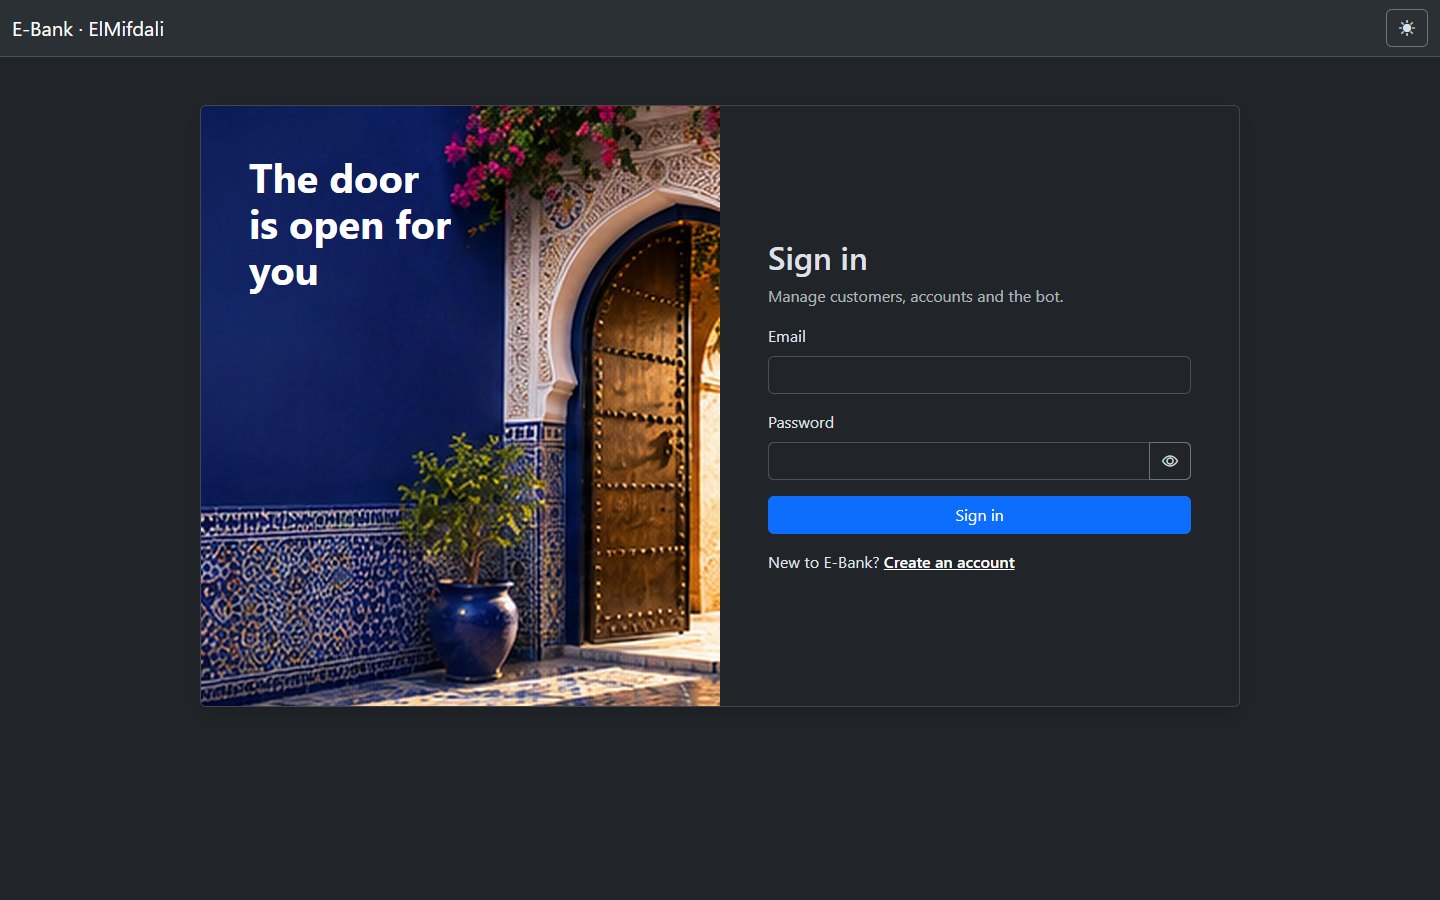 E-Bank · ElMifdali
The door
is open for
you
Sign in
Manage customers, accounts and the bot.
Email
Password
Sign in
New to E-Bank? Create an account